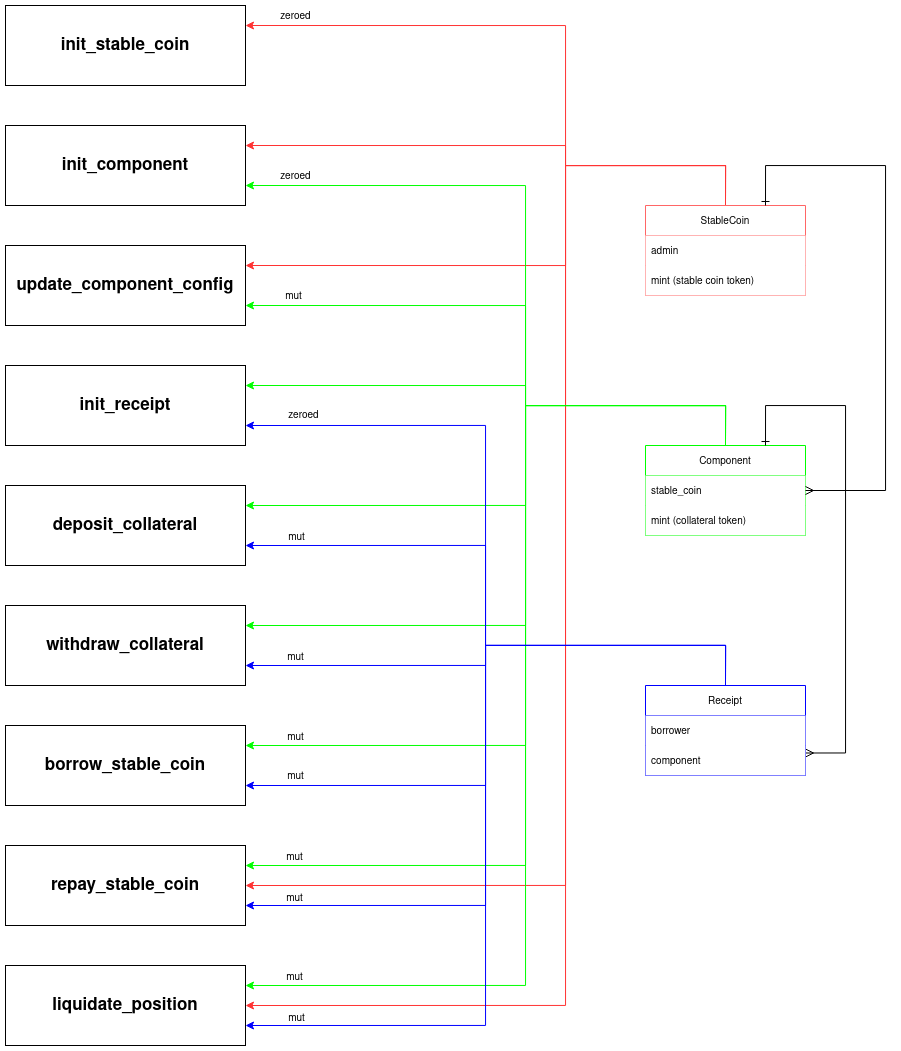 zeroed
init_stable_coin
init_component
zeroed
StableCoin
admin
mint (stable coin token)
update_component_config
mut
init_receipt
zeroed
Component
stable_coin
mint (collateral token)
deposit_collateral
mut
withdraw_collateral
mut
Receipt
borrower
component
mut
borrow_stable_coin
mut
mut
repay_stable_coin
mut
mut
liquidate_position
mut